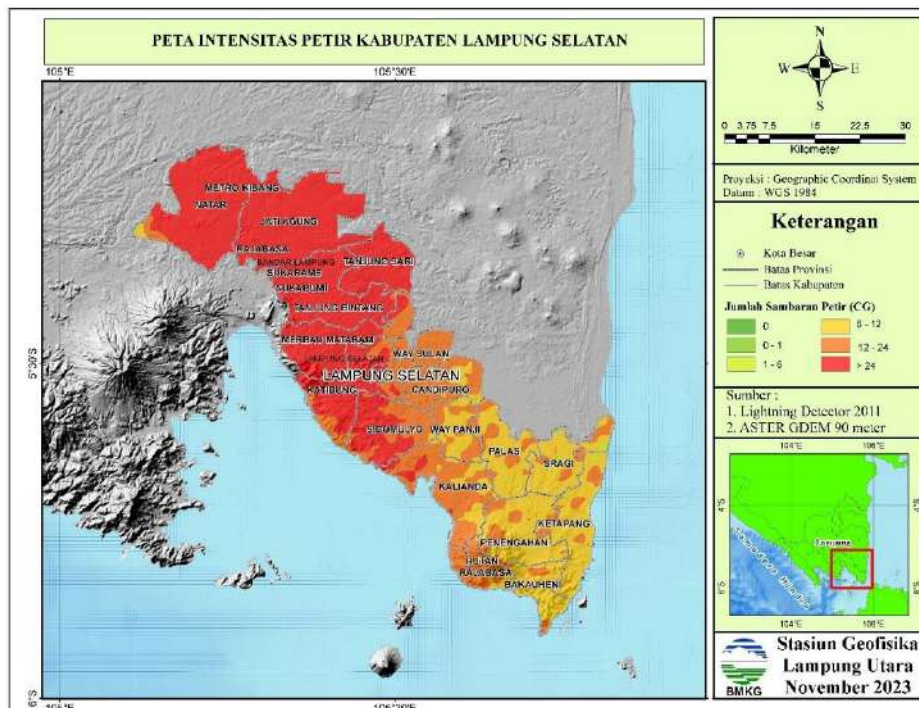 PETA INTENSITAS PETIR KABUPATEN LAMPUNG SELATAN
105°E
105°30'E
N
W
E
S
0 3.75 7.5 15 22.5 30
Kilometer
Proyeksi : Geographic Coordinat System
Datum : WGS 1984
Keterangan
Kota Besar
Batas Provinsi
Batas Kabupaten
Jumlah Sambaran Petir (CG)
0
0 - 1
1 - 6
6 - 12
12 - 24
> 24
Sumber :
1. Lightning Detector 2011
2. ASTER GDEM 90 meter
METRO KIBANG
NATAR
JATI AGUNG
RAJABASA
BANDAR LAMPUNG
TANJUNG SARI
SUKARAME
SUKABUMI
TANJUNG BINTANG
MERBAU MATARAM
LAMPUNG SELATAN
WAY SULAN
LAMPUNG SELATAN
KATIBUNG
CANDIPURO
SIDOMULYO
WAY PANJI
PALAS
SRAGI
KALIANDA
KETAPANG
PENENGAHAN
HUTAN
RAJABASA
BAKAUHENI
5°30'S
6°S
105°E
105°30'E
104°E
106°E
4°S
4°S
6°S
6°S
Samudera Hindia
104°E
106°E
BMKG
Stasiun Geofisika
Lampung Utara
November 2023